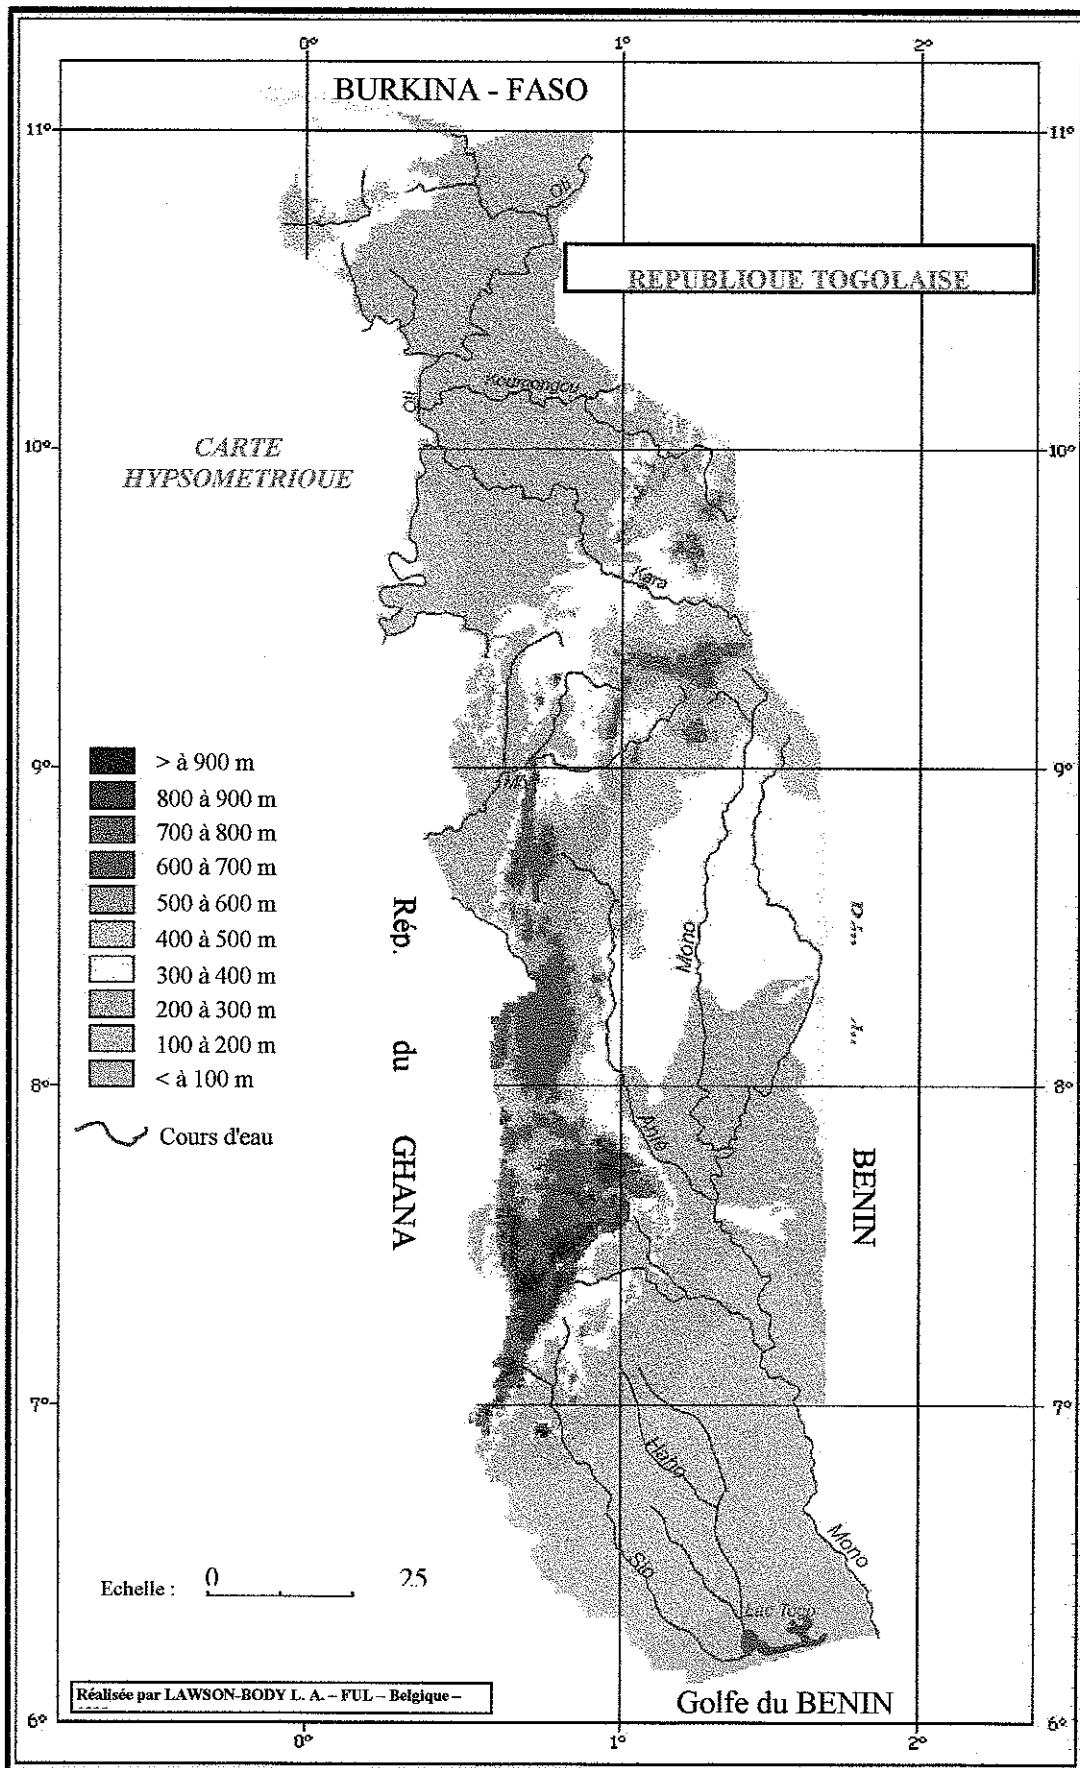 0° 1° 2°
BURKINA - FASO
11° 11°
Oti
REPUBLIQUE TOGOLAISE
Koumongou
Oti
10° 10°
CARTE
HYPSOMETRIQUE
Kara
9° 9°
> à 900 m
800 à 900 m
700 à 800 m
600 à 700 m
500 à 600 m
400 à 500 m
300 à 400 m
200 à 300 m
100 à 200 m
< à 100 m
Cours d'eau
Rép. du GHANA
Mono
BENIN
8° 8°
Anié
7° 7°
Haho
Mono
Sio
Lac Togo
Echelle : 0 25
Réalisée par LAWSON-BODY L. A. – FUL – Belgique –
Golfe du BENIN
6° 6°
0° 1° 2°